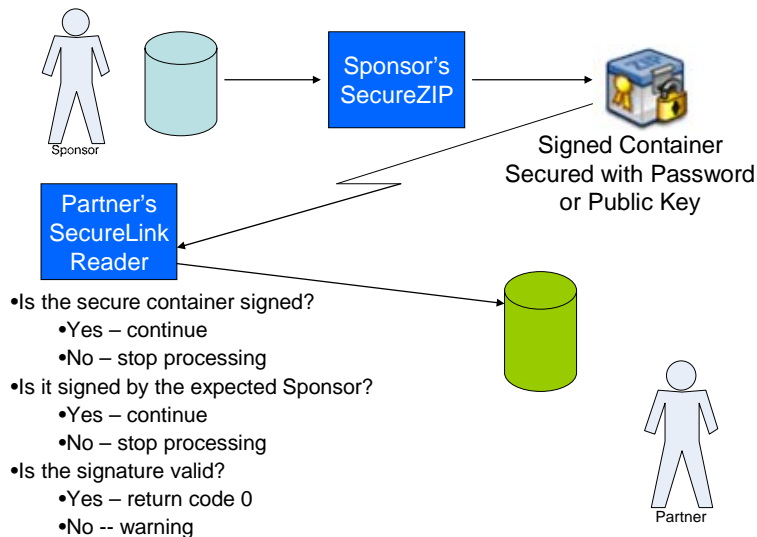 Sponsor
Sponsor's
SecureZIP
ZIP
Signed Container
Secured with Password
or Public Key
Partner's
SecureLink
Reader
•Is the secure container signed?
•Yes – continue
•No – stop processing
•Is it signed by the expected Sponsor?
•Yes – continue
•No – stop processing
•Is the signature valid?
•Yes – return code 0
•No -- warning
Partner